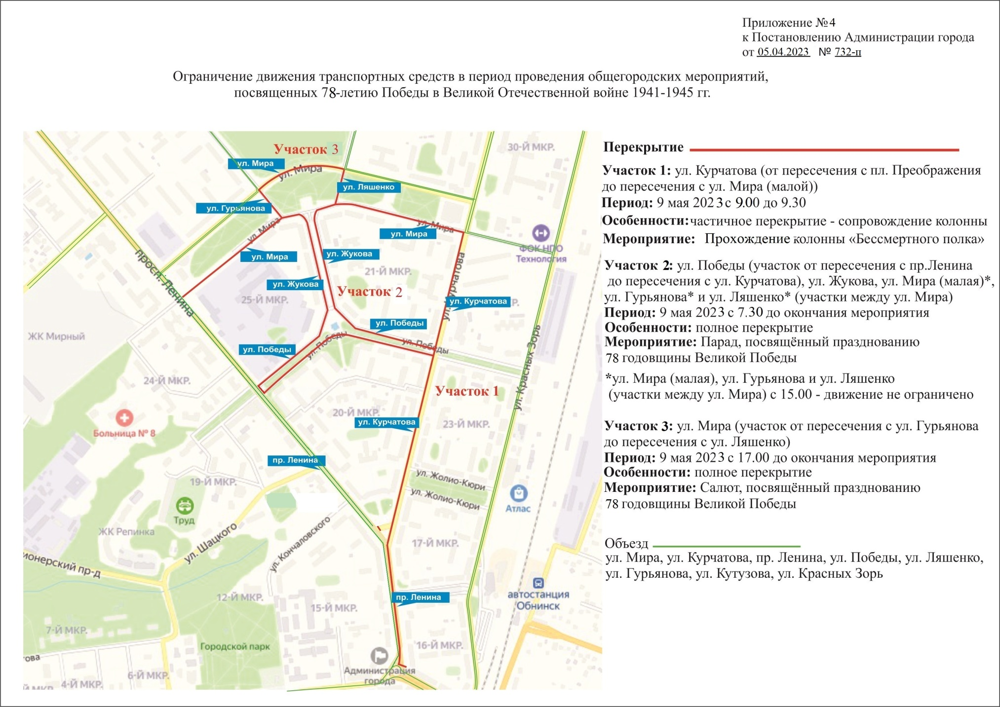 Приложение №4
к Постановлению Администрации города
от 05.04.2023 № 732-п
Ограничение движения транспортных средств в период проведения общегородских мероприятий,
посвященных 78-летию Победы в Великой Отечественной войне 1941-1945 гг.
Перекрытие
Участок 1: ул. Курчатова (от пересечения с пл. Преображения
до пересечения с ул. Мира (малой))
Период: 9 мая 2023 с 9.00 до 9.30
Особенности: частичное перекрытие - сопровождение колонны
Мероприятие: Прохождение колонны «Бессмертного полка»
Участок 2: ул. Победы (участок от пересечения с пр.Ленина
до пересечения с ул. Курчатова), ул. Жукова, ул. Мира (малая)*,
ул. Гурьянова* и ул. Ляшенко* (участки между ул. Мира)
Период: 9 мая 2023 с 7.30 до окончания мероприятия
Особенности: полное перекрытие
Мероприятие: Парад, посвящённый празднованию
78 годовщины Великой Победы
*ул. Мира (малая), ул. Гурьянова и ул. Ляшенко
(участки между ул. Мира) с 15.00 - движение не ограничено
Участок 3: ул. Мира (участок от пересечения с ул. Гурьянова
до пересечения с ул. Ляшенко)
Период: 9 мая 2023 с 17.00 до окончания мероприятия
Особенности: полное перекрытие
Мероприятие: Салют, посвящённый празднованию
78 годовщины Великой Победы
Объезд
ул. Мира, ул. Курчатова, пр. Ленина, ул. Победы, ул. Ляшенко,
ул. Гурьянова, ул. Кутузова, ул. Красных Зорь
30-Й МКР.
Участок 3
ул. Мира
ул. Мира
ул. Ляшенко
ул. Гурьянова
ул. Мира
ул. Мира
ул. Мира
ФОК НПО
Технология
ул. Мира
ул. Жукова
просп. Ленина
ул. Курчатова
21-Й МКР.
ул. Жукова
Участок 2
25-Й МКР.
ул. Курчатова
Р.
ул. Победы
ЖК Мирный
ул. Победы
ул. Победы
ул. Победы
ул. Красных Зорь
24-Й МКР.
Участок 1
20-Й МКР.
ул. Курчатова
23-Й МКР.
Больница № 8
пр. Ленина
ул. Жолио-Кюри
19-Й МКР.
ул. Жолио-Кюри
Атлас
Труд
ЖК Репинка
ул. Шацкого
ул. Кончаловского
17-Й МКР.
ионерский пр-д
12-Й МКР.
пр. Ленина
автостанция
Обнинск
15-Й МКР.
7-Й МКР.
Городской парк
16-Й МКР.
ова
Администрация
города
6-Й МКР.
4-Й МКР.
Й МКР.